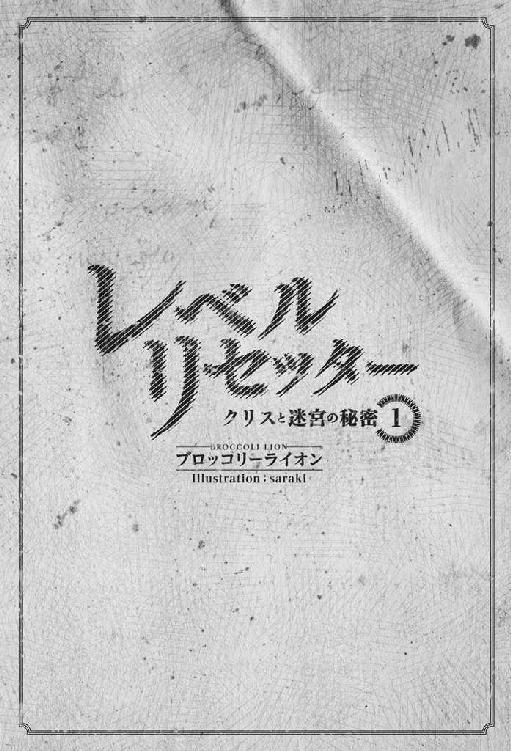 レベル
リセッター
クリスと迷宮の秘密 1
BROCCOLI LION
ブロッコリーライオン
Illustration : saraki